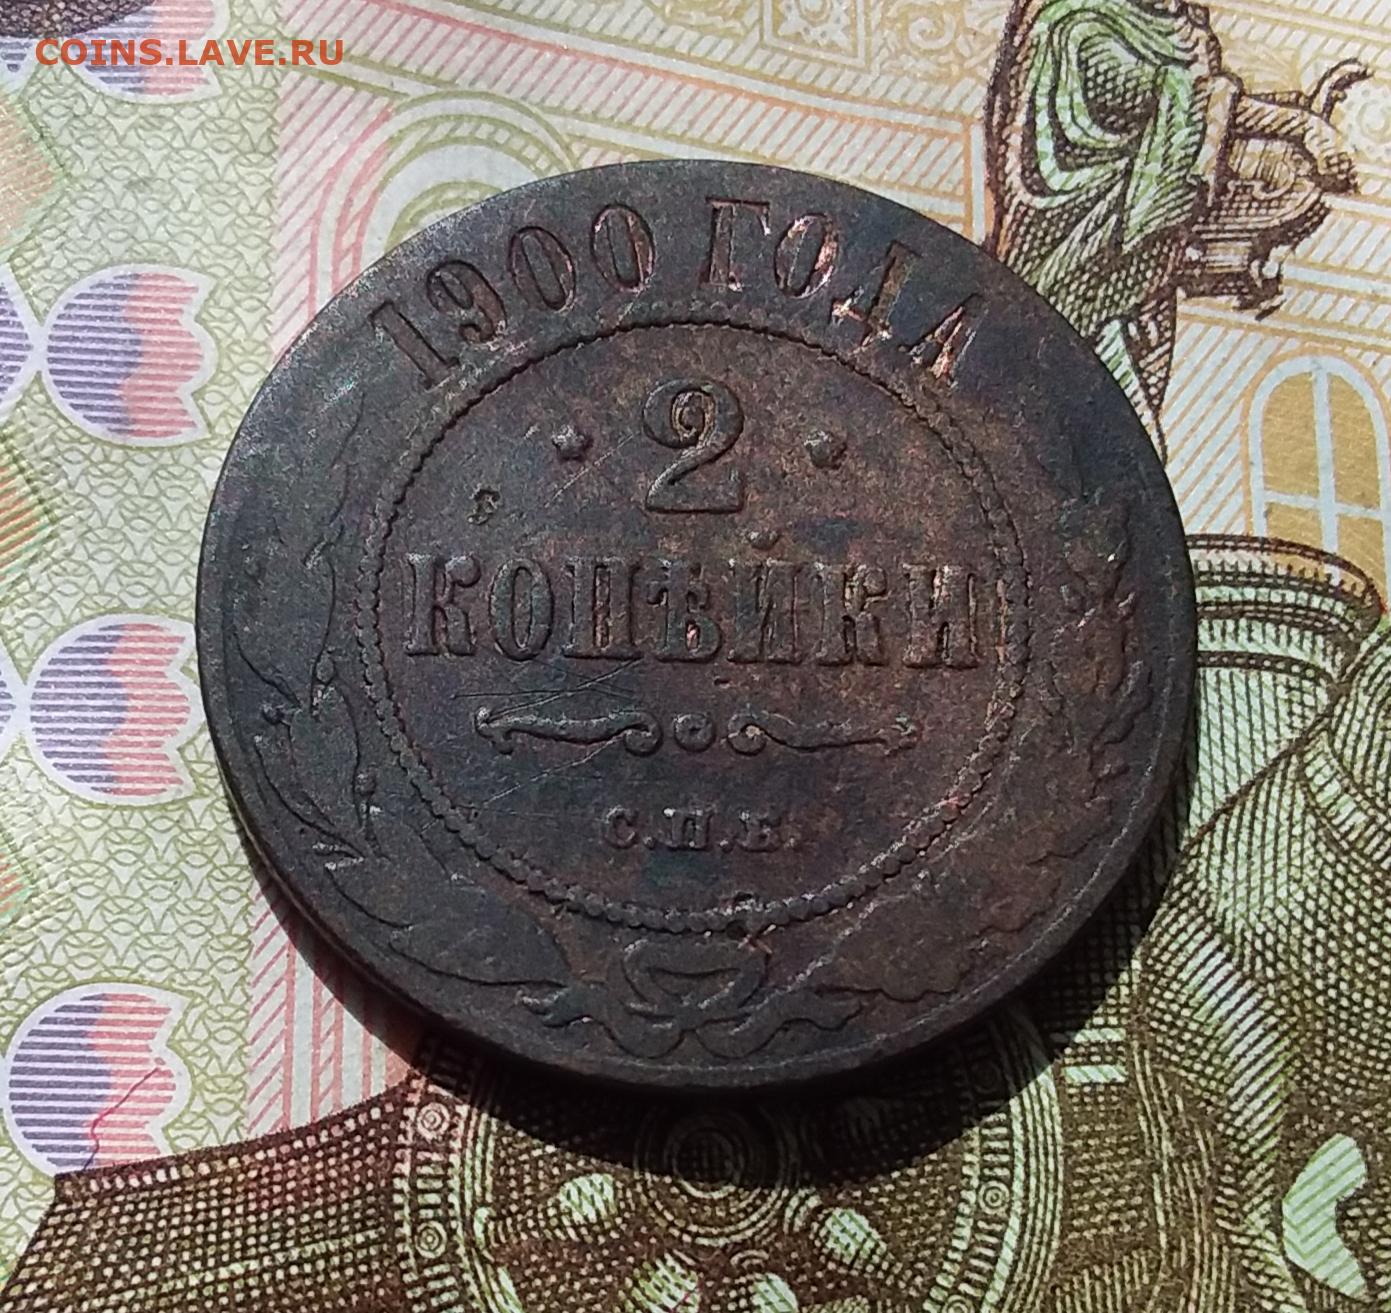 COINS.LAVE.RU
1900 ГОДА
2
КОПѢЙКИ
С.П.Б.